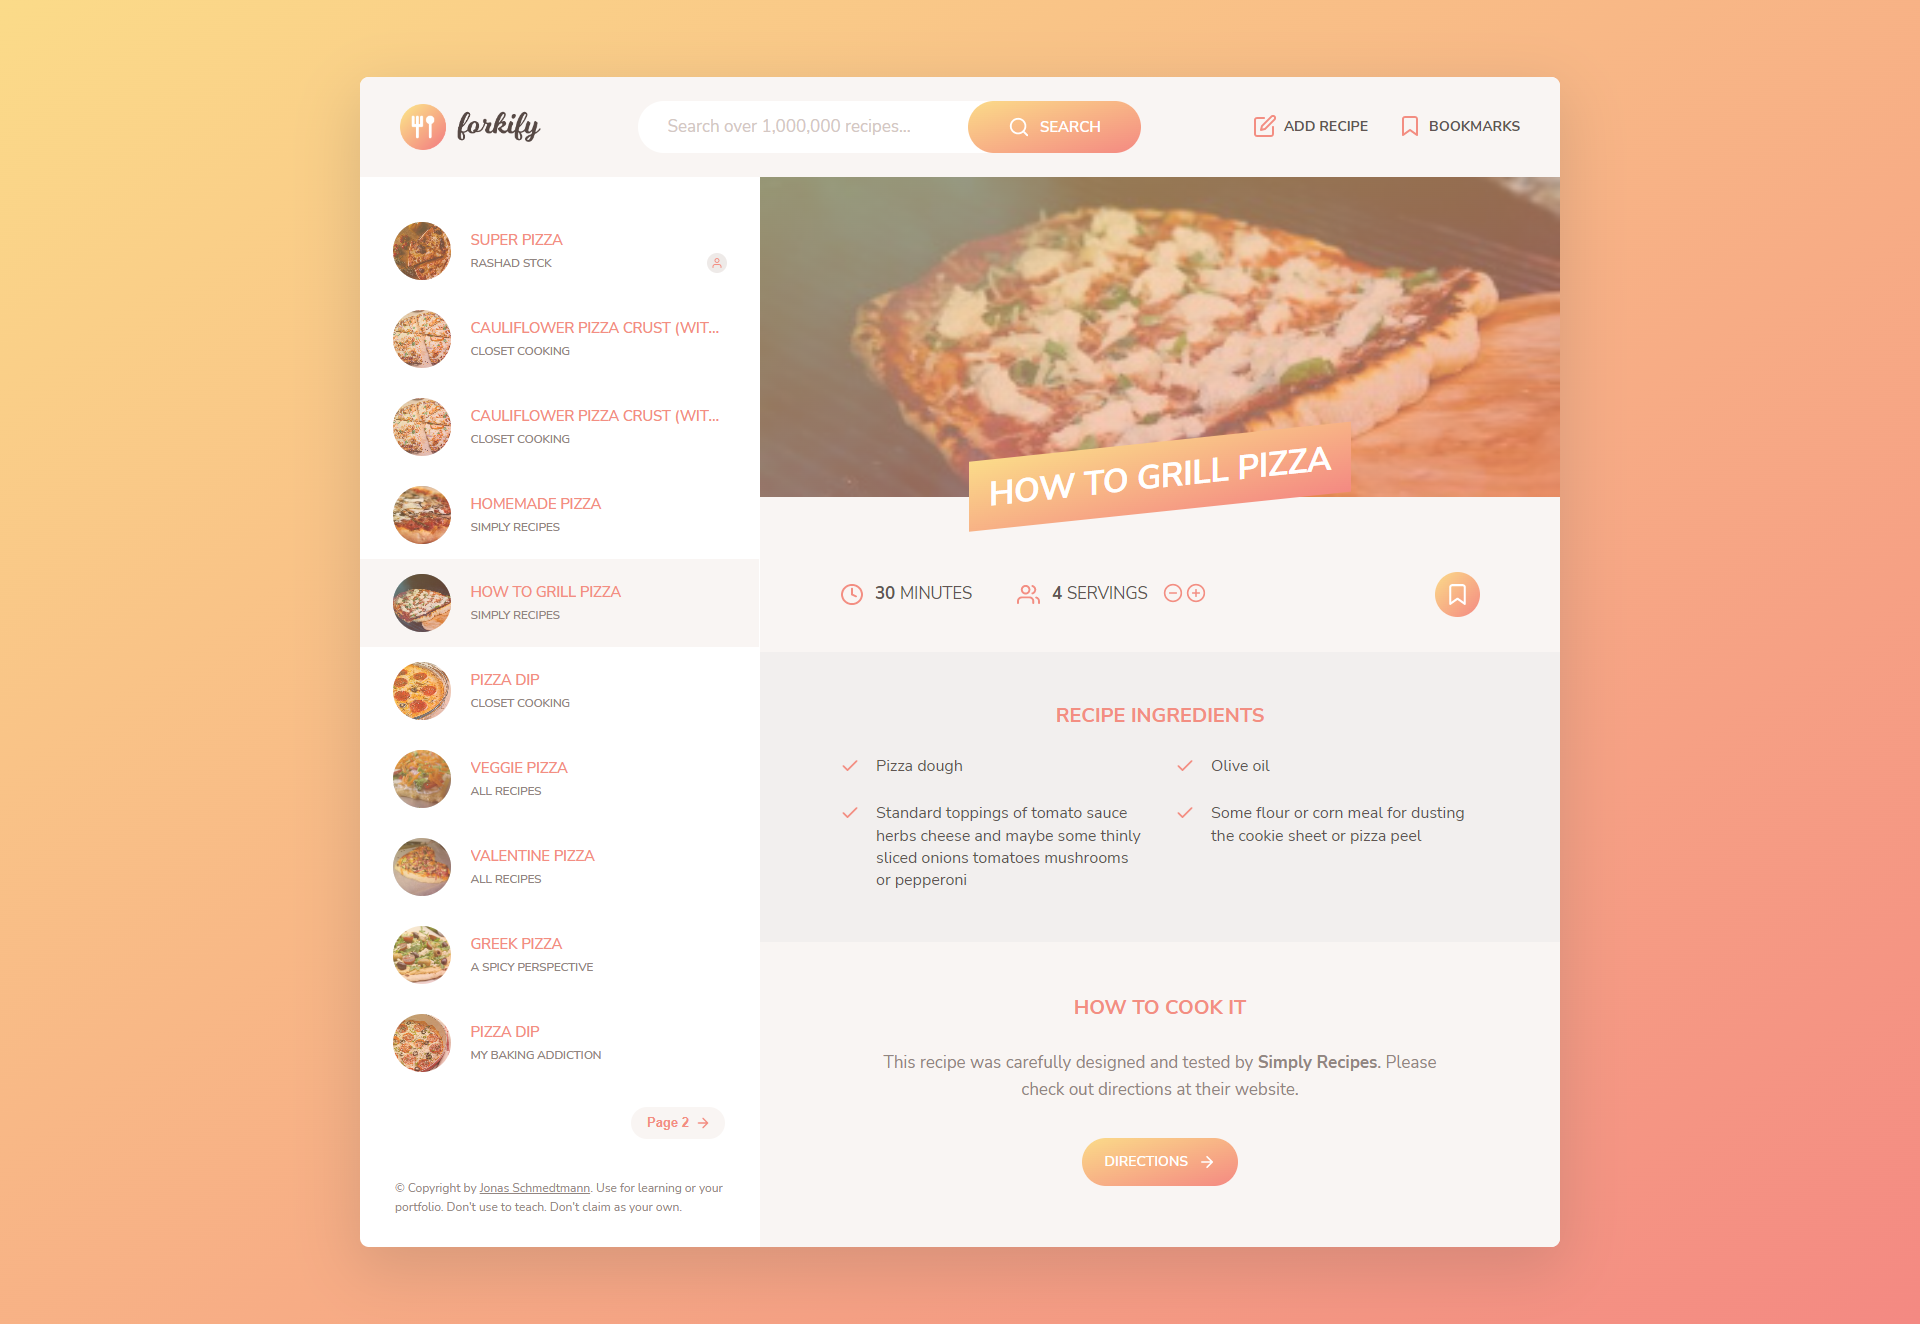 forkify
Search over 1,000,000 recipes...
SEARCH
ADD RECIPE
BOOKMARKS
SUPER PIZZA
RASHAD STCK
CAULIFLOWER PIZZA CRUST (WIT...
CLOSET COOKING
CAULIFLOWER PIZZA CRUST (WIT...
CLOSET COOKING
HOMEMADE PIZZA
SIMPLY RECIPES
HOW TO GRILL PIZZA
SIMPLY RECIPES
PIZZA DIP
CLOSET COOKING
VEGGIE PIZZA
ALL RECIPES
VALENTINE PIZZA
ALL RECIPES
GREEK PIZZA
A SPICY PERSPECTIVE
PIZZA DIP
MY BAKING ADDICTION
Page 2
© Copyright by Jonas Schmedtmann. Use for learning or your
portfolio. Don't use to teach. Don't claim as your own.
HOW TO GRILL PIZZA
30 MINUTES
4 SERVINGS
RECIPE INGREDIENTS
Pizza dough
Olive oil
Standard toppings of tomato sauce
herbs cheese and maybe some thinly
sliced onions tomatoes mushrooms
or pepperoni
Some flour or corn meal for dusting
the cookie sheet or pizza peel
HOW TO COOK IT
This recipe was carefully designed and tested by Simply Recipes. Please
check out directions at their website.
DIRECTIONS